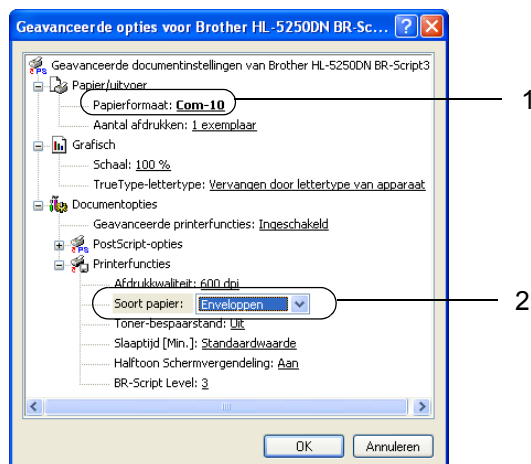 Geavanceerde opties voor Brother HL-5250DN BR-Sc...
Geavanceerde documentinstellingen van Brother HL-5250DN BR-Script3
Papier/uitvoer
Papierformaat: Com-10
1
Aantal afdrukken: 1 exemplaar
Grafisch
Schaal: 100 %
TrueType-lettertype: Vervangen door lettertype van apparaat
Documentopties
Geavanceerde printerfuncties: Ingeschakeld
PostScript-opties
Printerfuncties
Afdrukkwaliteit: 600 dpi
Soort papier: Enveloppen
2
Toner-bespaarstand: Uit
Slaaptijd [Min.]: Standaardwaarde
Halftoon Schermvergendeling: Aan
BR-Script Level: 3
OK Annuleren